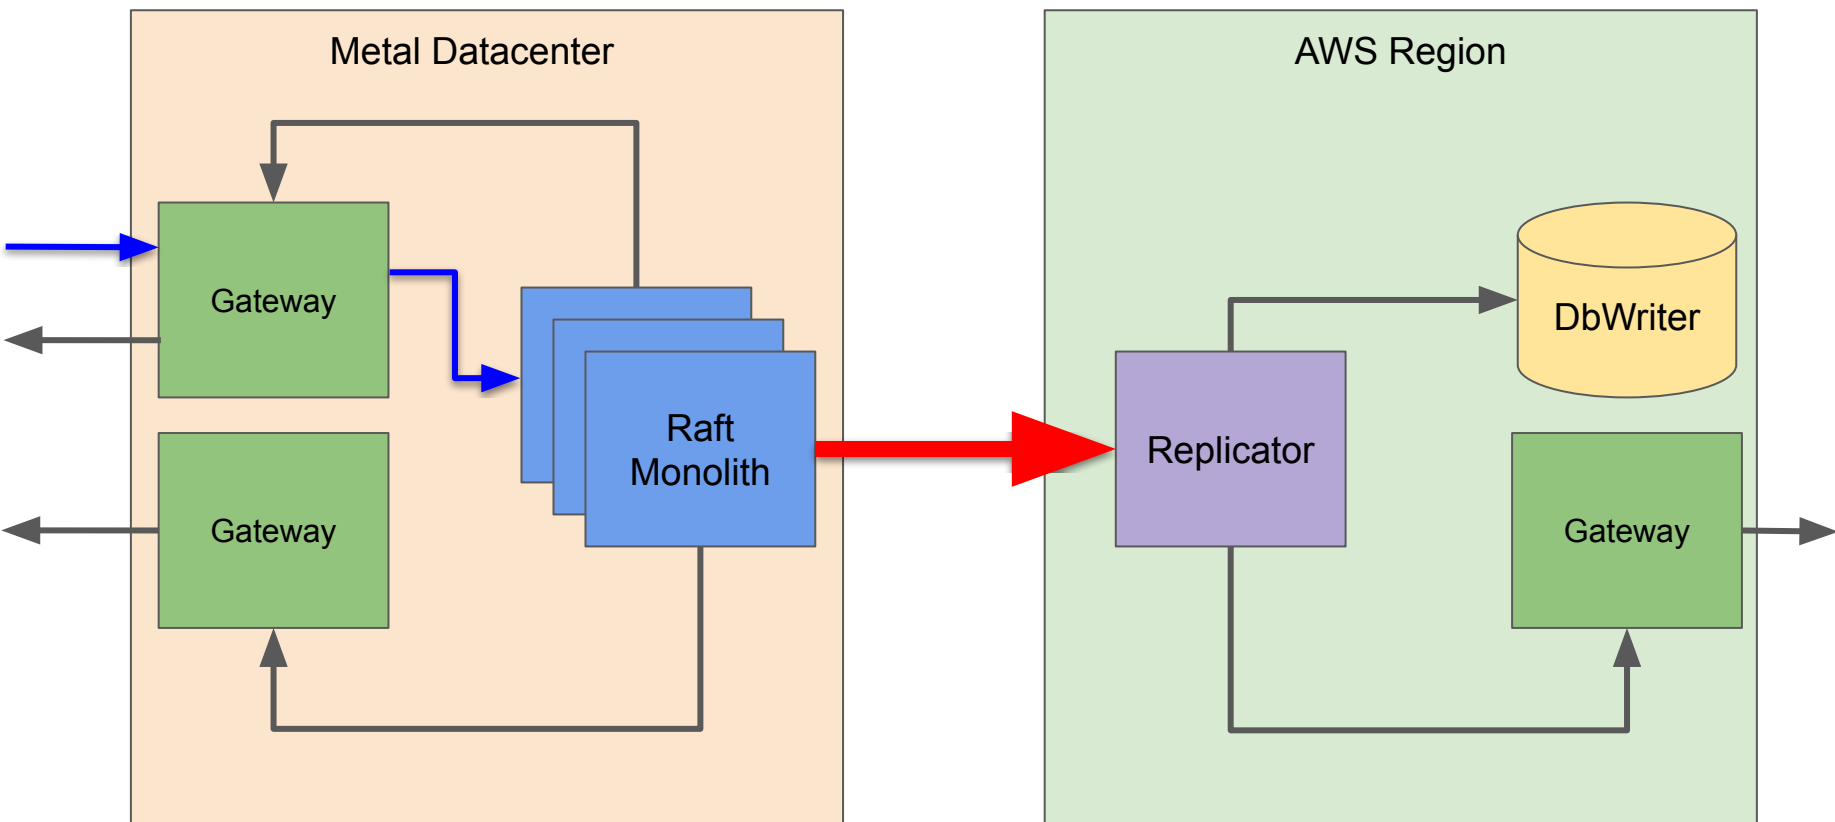 Metal Datacenter
AWS Region
Gateway
Raft
Monolith
Gateway
Replicator
DbWriter
Gateway